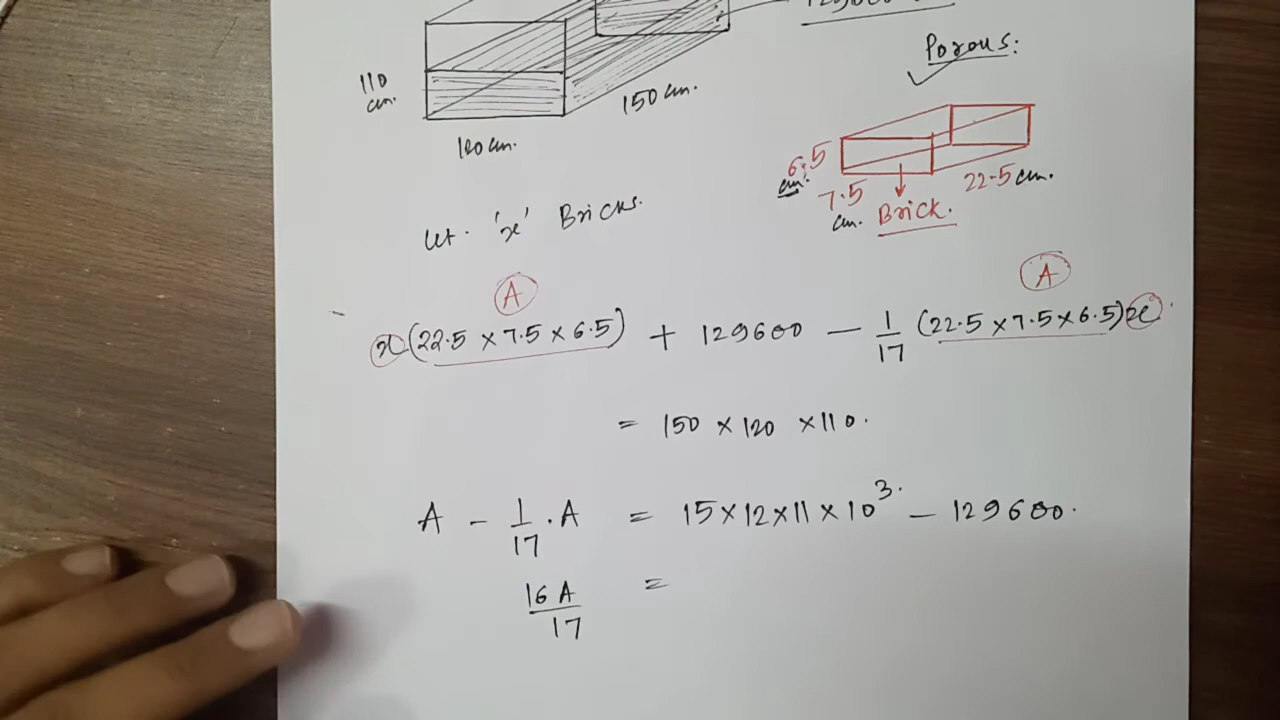 Porous:
110
cm.
150 cm.
120 cm.
6.5
cm.
7.5
cm.
22.5 cm.
Brick.
Let 'x' Bricks.
A
A
x(22.5 × 7.5 × 6.5) + 129600 − 1/17 (22.5 × 7.5 × 6.5)x
= 150 × 120 × 110.
A − 1/17 · A = 15 × 12 × 11 × 10³ − 129600.
16A/17 =